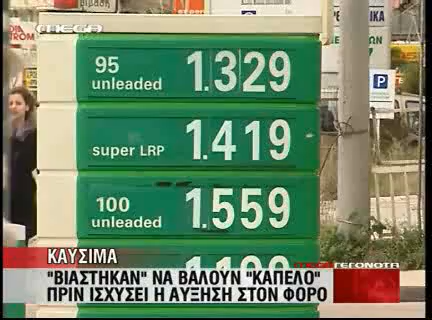 MEGA
95
unleaded
1.329
super LRP
1.419
100
unleaded
1.559
P
ΚΑΥΣΙΜΑ
MEGA ΓΕΓΟΝΟΤΑ
"ΒΙΑΣΤΗΚΑΝ" ΝΑ ΒΑΛΟΥΝ "ΚΑΠΕΛΟ"
ΠΡΙΝ ΙΣΧΥΣΕΙ Η ΑΥΞΗΣΗ ΣΤΟΝ ΦΟΡΟ